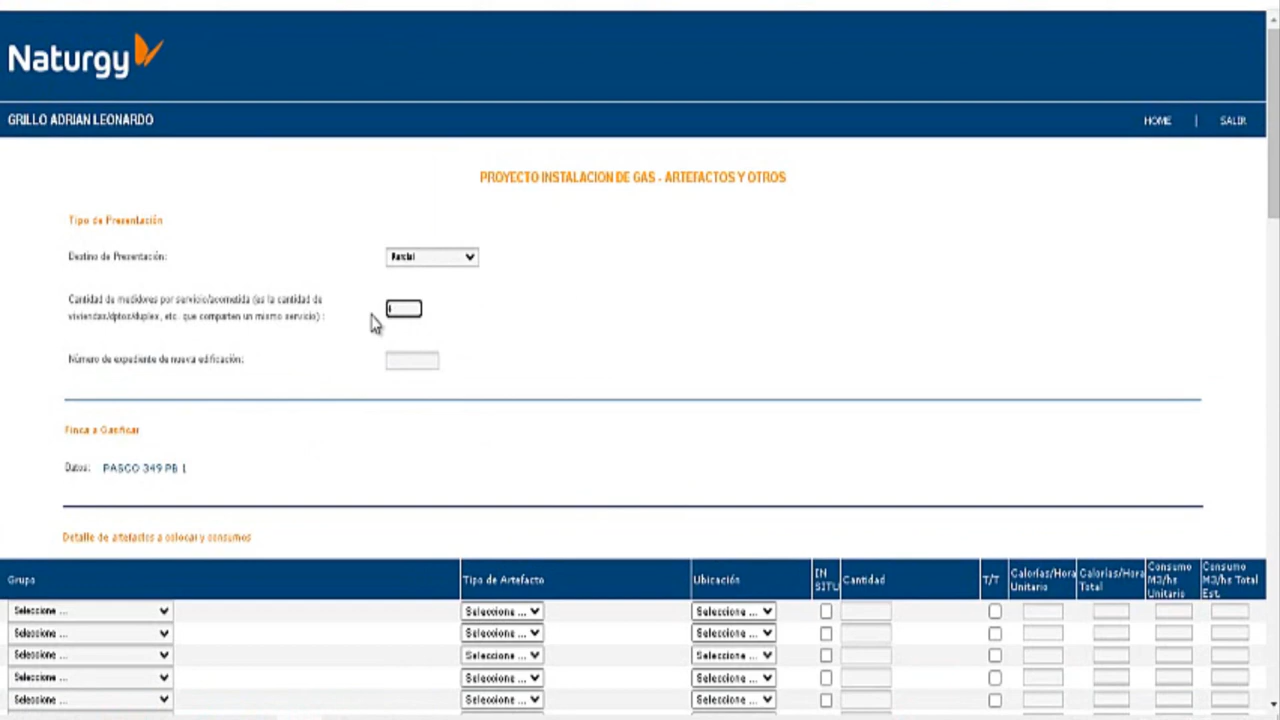 Naturgy
GRILLO ADRIAN LEONARDO
HOME | SALIR
PROYECTO INSTALACION DE GAS - ARTEFACTOS Y OTROS
Tipo de Presentación
Destino de Presentación:
Parcial
Cantidad de medidores por servicio/acometida (es la cantidad de
viviendas/dptos/duplex, etc. que comparten un mismo servicio) :
Número de expediente de nueva edificación:
Finca a Gasificar
Datos: PASCO 349 PB 1
Detalle de artefactos a colocar y consumos
Grupo Tipo de Artefacto Ubicación IN SITU Cantidad T/T Calorías/Hora Unitario Calorías/Hora Total Consumo M3/hs Unitario Consumo M3/hs Total Est.
Seleccione ... Seleccione ... Seleccione ...
Seleccione ... Seleccione ... Seleccione ...
Seleccione ... Seleccione ... Seleccione ...
Seleccione ... Seleccione ... Seleccione ...
Seleccione ... Seleccione ... Seleccione ...